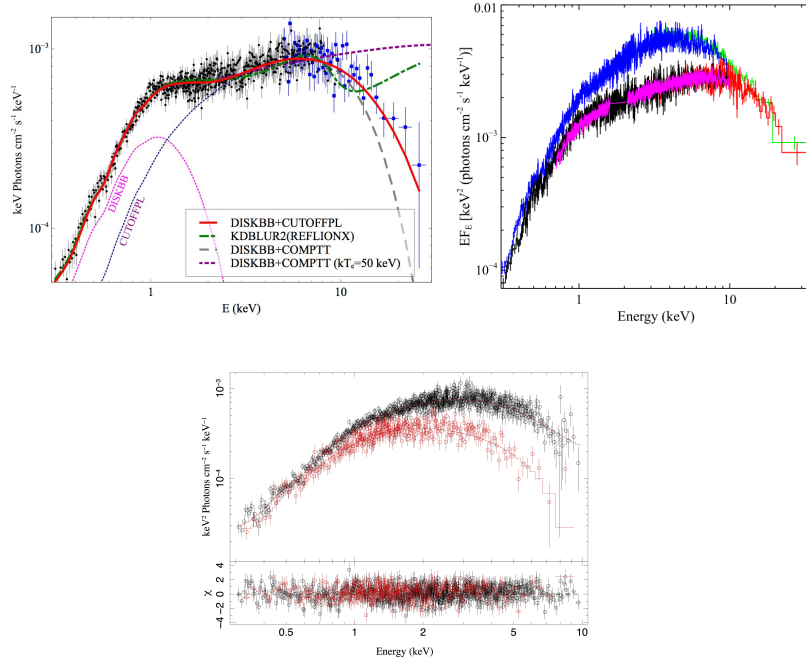 10⁻³
10⁻⁴
keV Photons cm⁻² s⁻¹ keV⁻¹
DISKBB
CUTOFFPL
DISKBB+CUTOFFPL
KDBLUR2(REFLIONX)
DISKBB+COMPTT
DISKBB+COMPTT (kTₑ=50 keV)
1
10
E (keV)
0.01
10⁻³
10⁻⁴
EF_E [keV² (photons cm⁻² s⁻¹ keV⁻¹)]
1
10
Energy (keV)
10⁻³
10⁻⁴
keV² Photons cm⁻² s⁻¹ keV⁻¹
4
2
0
−2
−4
χ
0.5
1
2
5
10
Energy (keV)